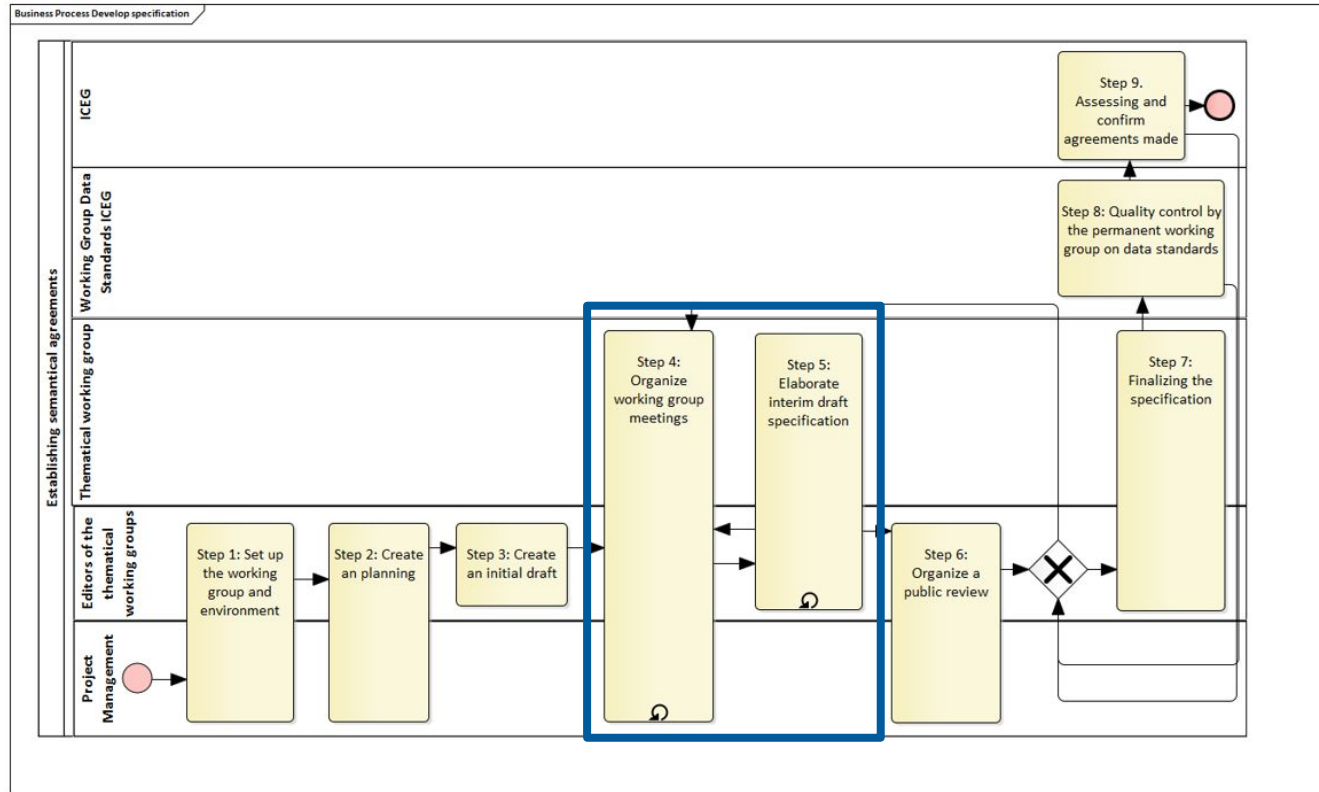 Business Process Develop specification
Establishing semantical agreements
ICEG
Step 9.
Assessing and
confirm
agreements made
Working Group Data
Standards ICEG
Step 8: Quality control by
the permanent working
group on data standards
Thematical working group
Step 4:
Organize
working group
meetings
Step 5:
Elaborate
interim draft
specification
Step 7:
Finalizing the
specification
Editors of the
thematical
working groups
Step 1: Set up
the working
group and
environment
Step 2: Create
an planning
Step 3: Create
an initial draft
Step 6:
Organize a
public review
Project
Management